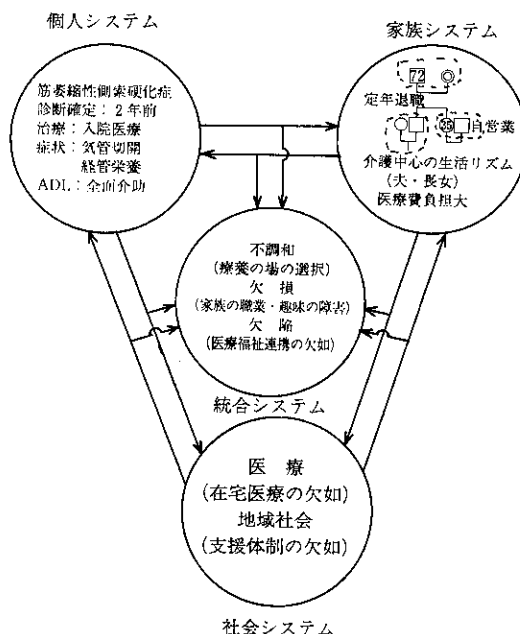 個人システム
筋萎縮性側索硬化症
診断確定：2年前
治療：入院医療
症状：気管切開
経管栄養
ADL：全面介助
家族システム
72
定年退職
36
自営業
介護中心の生活リズム
(夫・長女)
医療費負担大
不調和
(療養の場の選択)
欠 損
(家族の職業・趣味の障害)
欠 陥
(医療福祉連携の欠如)
統合システム
医 療
(在宅医療の欠如)
地域社会
(支援体制の欠如)
社会システム